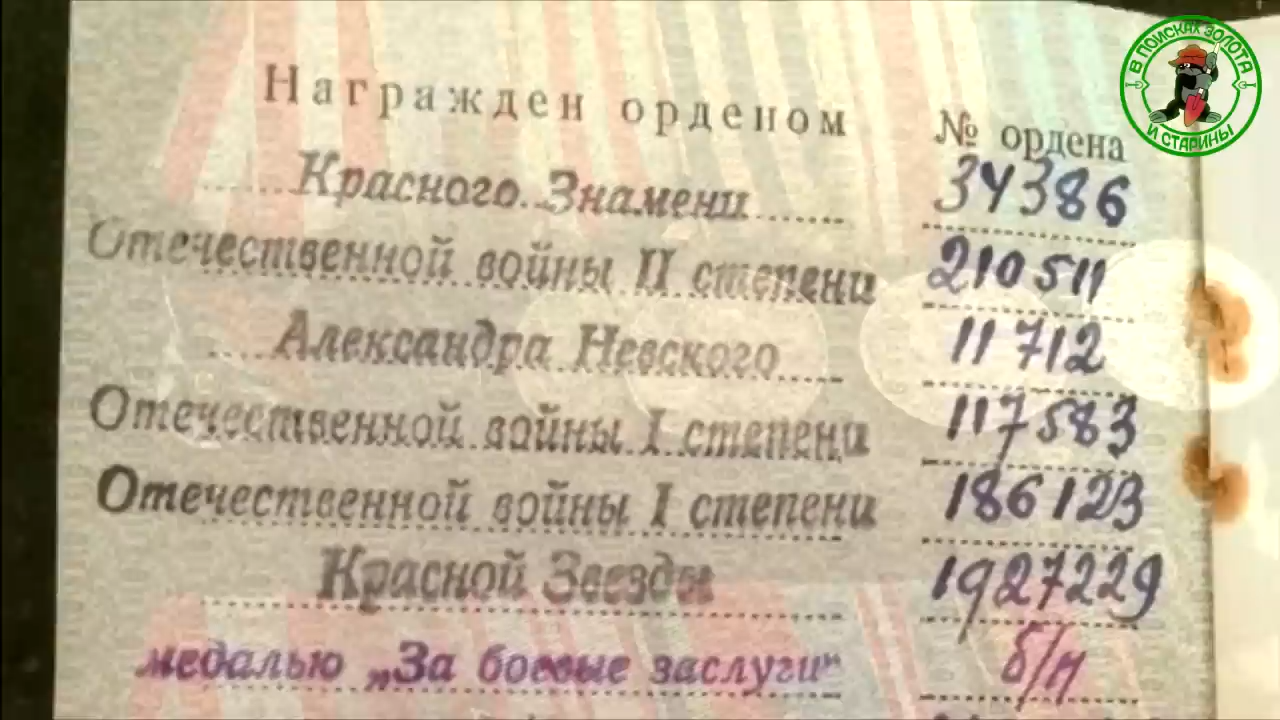 В ПОИСКАХ ЗОЛОТА
И СТАРИНЫ
Награжден орденом № ордена
Красного Знамени 34386
Отечественной войны II степени 210511
Александра Невского 11712
Отечественной войны I степени 117583
Отечественной войны I степени 186123
Красной Звезды 1927229
медалью „За боевые заслуги" б/н